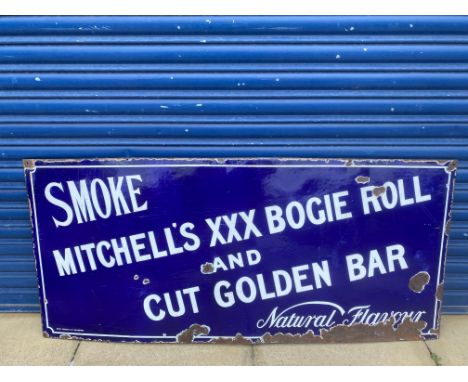 SMOKE
MITCHELL'S XXX BOGIE ROLL
AND
CUT GOLDEN BAR
Natural Flavour